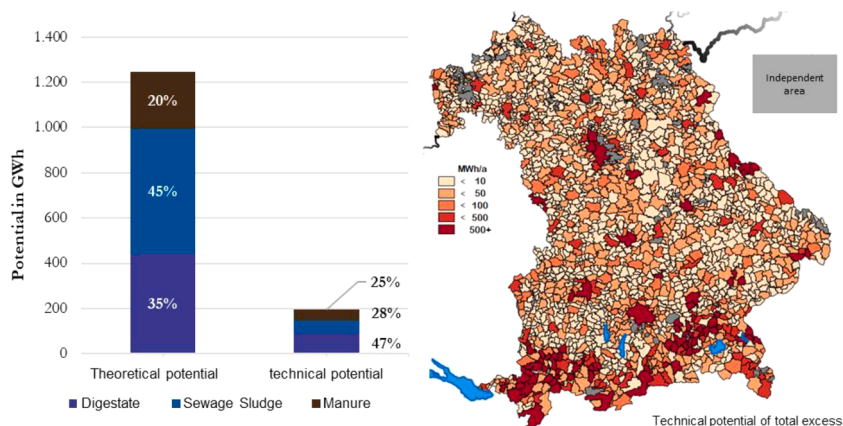 1.400
1.200
1.000
800
600
400
200
0
Potential in GWh
20%
45%
35%
25%
28%
47%
Theoretical potential
technical potential
Digestate
Sewage Sludge
Manure
Independent
area
MWh/a
< 10
< 50
< 100
< 500
500+
Technical potential of total excess